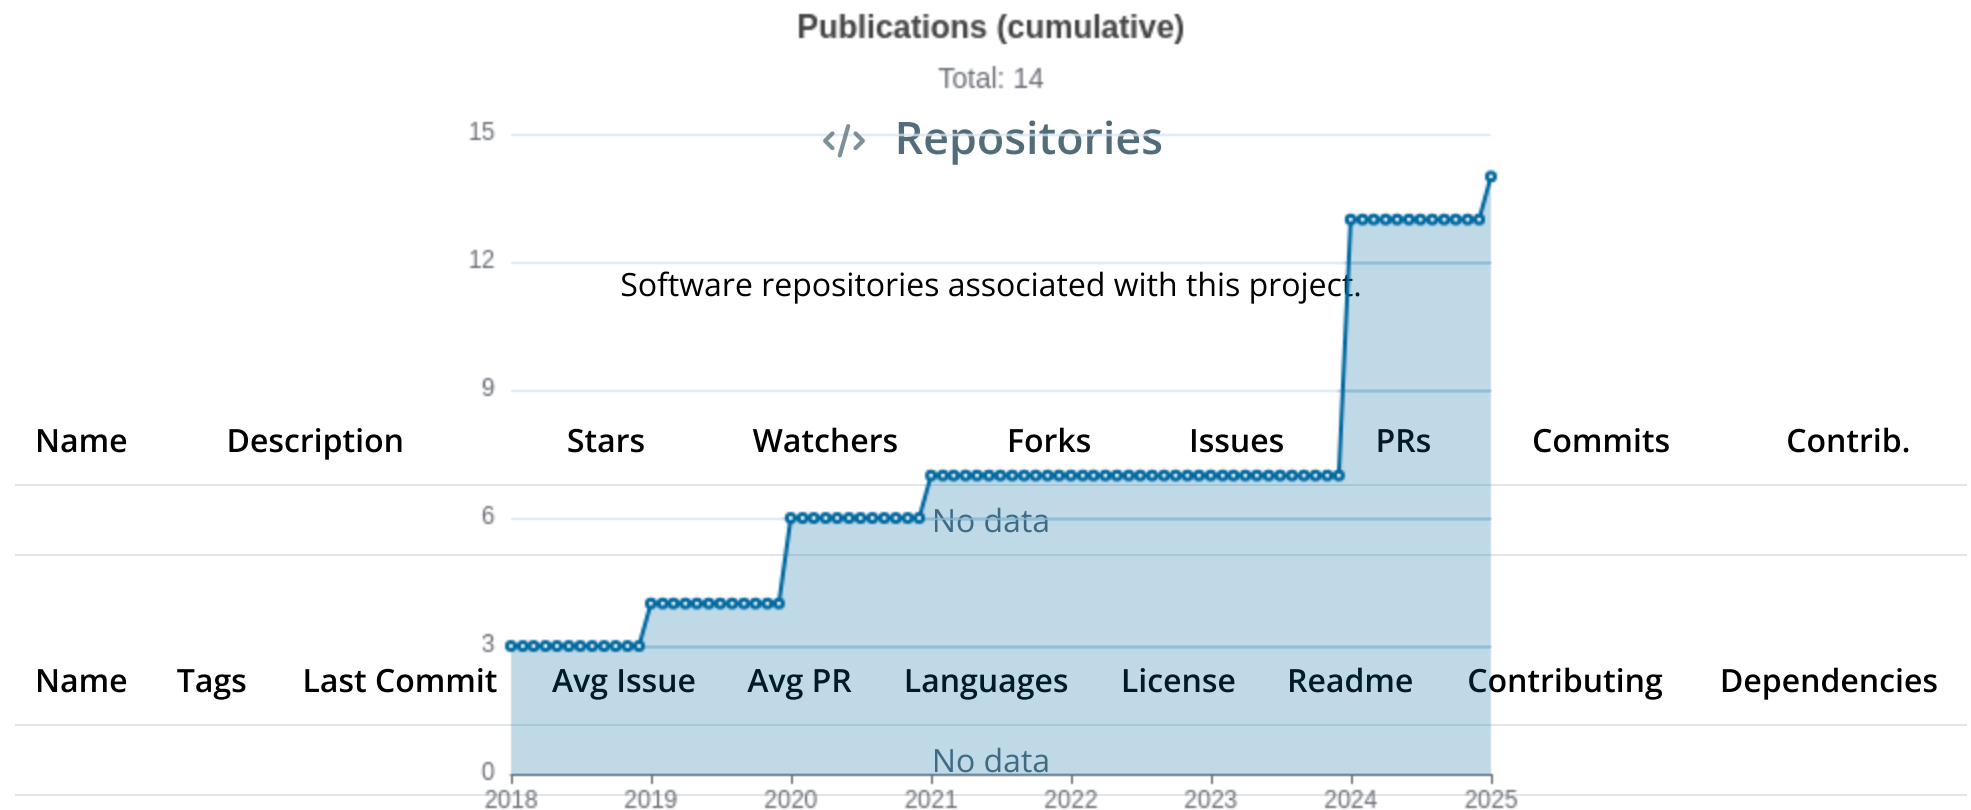 Publications (cumulative)
Total: 14
15
</> Repositories
12
Software repositories associated with this project.
9
Name Description Stars Watchers Forks Issues PRs Commits Contrib.
6
No data
3
Name Tags Last Commit Avg Issue Avg PR Languages License Readme Contributing Dependencies
No data
0
2018 2019 2020 2021 2022 2023 2024 2025